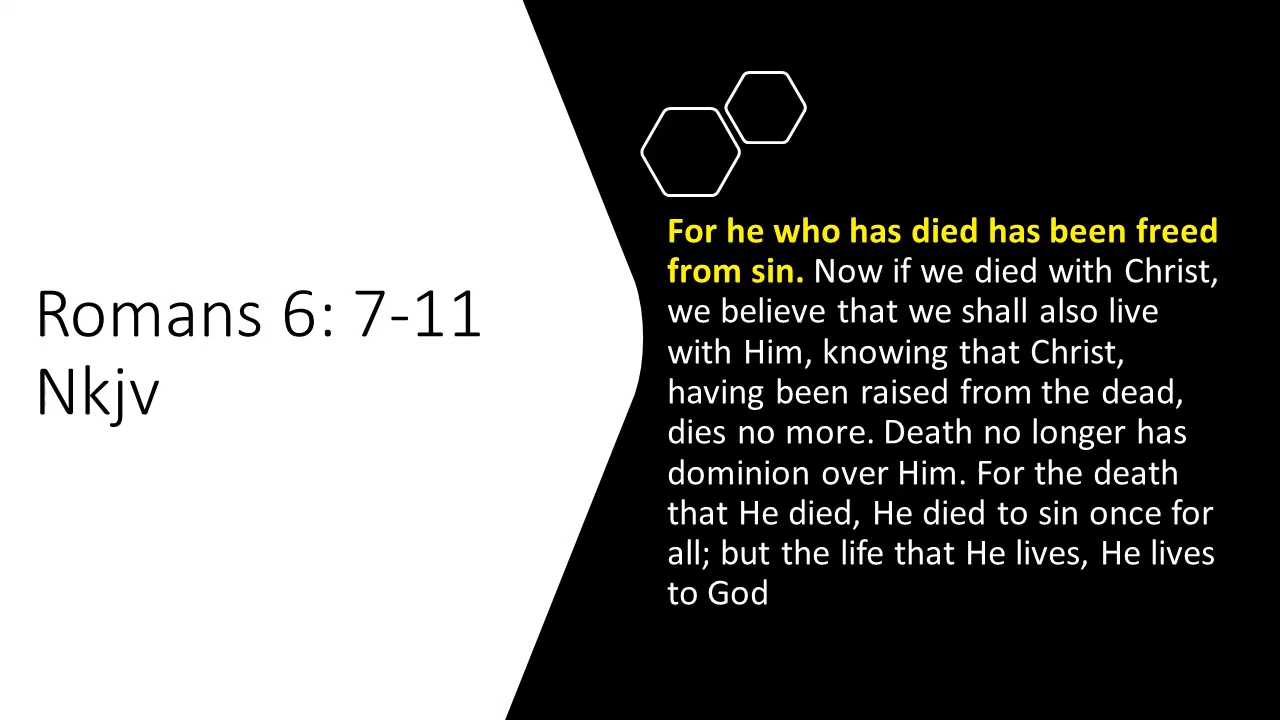 Romans 6: 7-11
Nkjv
For he who has died has been freed
from sin. Now if we died with Christ,
we believe that we shall also live
with Him, knowing that Christ,
having been raised from the dead,
dies no more. Death no longer has
dominion over Him. For the death
that He died, He died to sin once for
all; but the life that He lives, He lives
to God